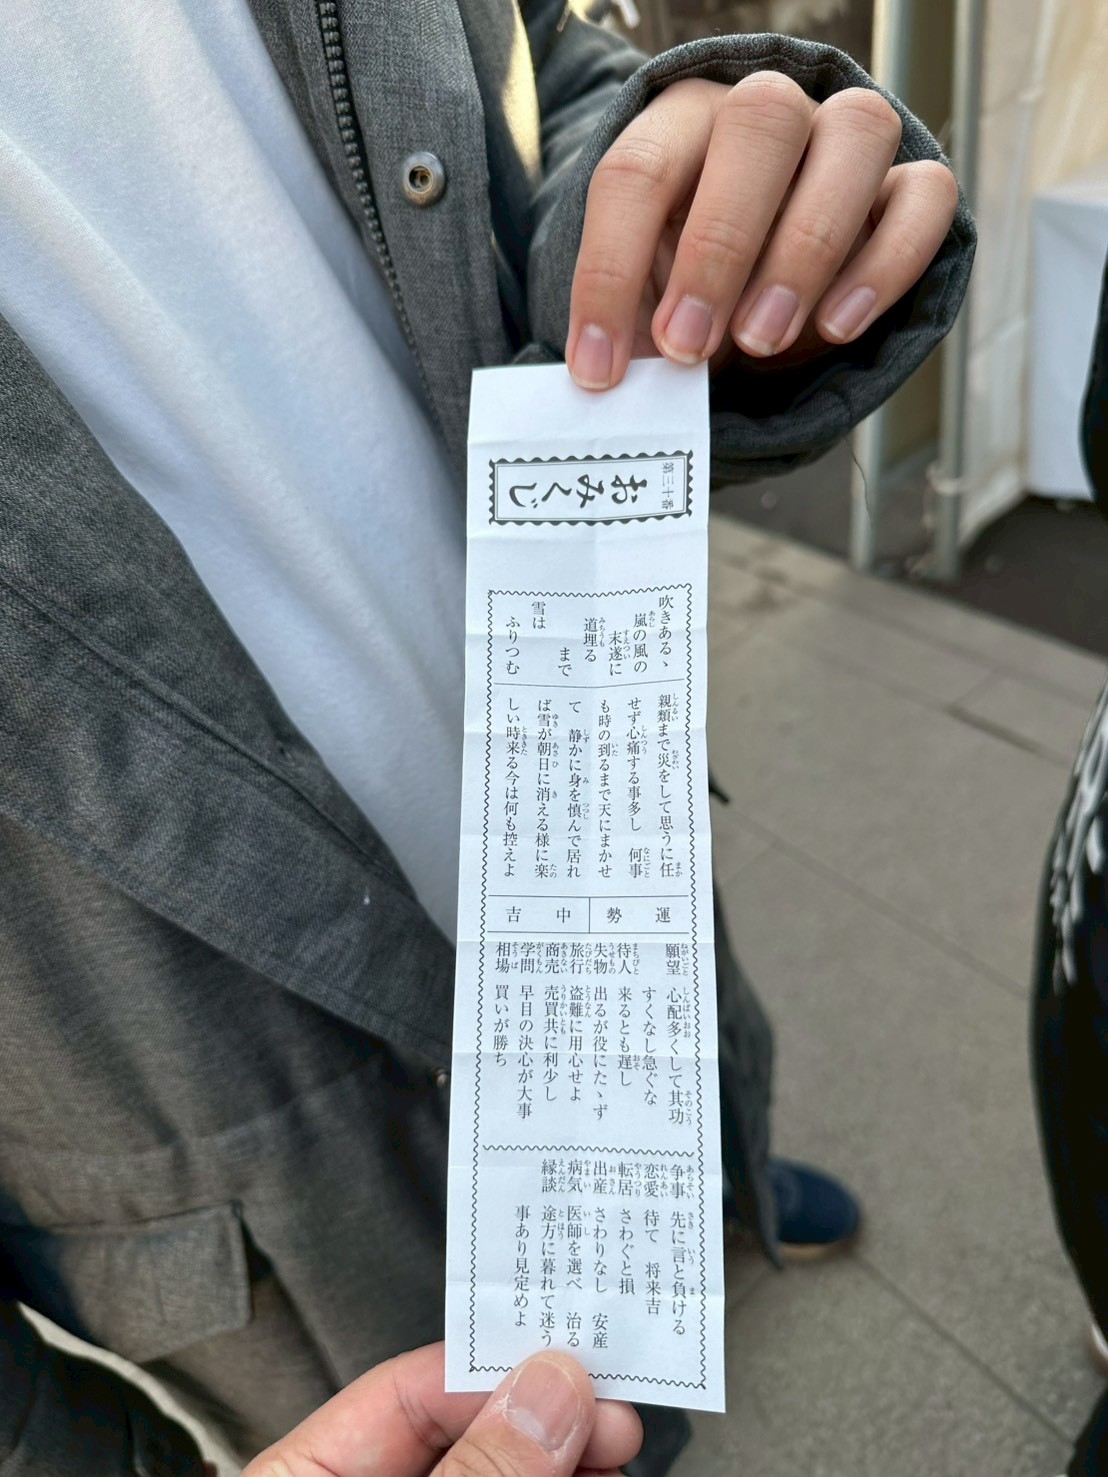 第三十番
おみくじ
吹きあるゝ
嵐の風の
末遂に
道埋る
まで
雪は
ふりつむ
親類まで災をして思うに任
せず心痛する事多し　何事
も時の到るまで天にまかせ
て　静かに身を慎んで居れ
ば雪が朝日に消える様に楽
しい時来る今は何も控えよ
運勢
中吉
願望　心配多くして其功
すくなし急ぐな
待人　来るとも遅し
失物　出るが役にたゝず
旅行　盗難に用心せよ
商売　売買共に利少し
学問　早目の決心が大事
相場　買いが勝ち
争事　先に言と負ける
恋愛　待て　将来吉
転居　さわぐと損
出産　さわりなし　安産
病気　医師を選べ　治る
縁談　途方に暮れて迷う
事あり見定めよ